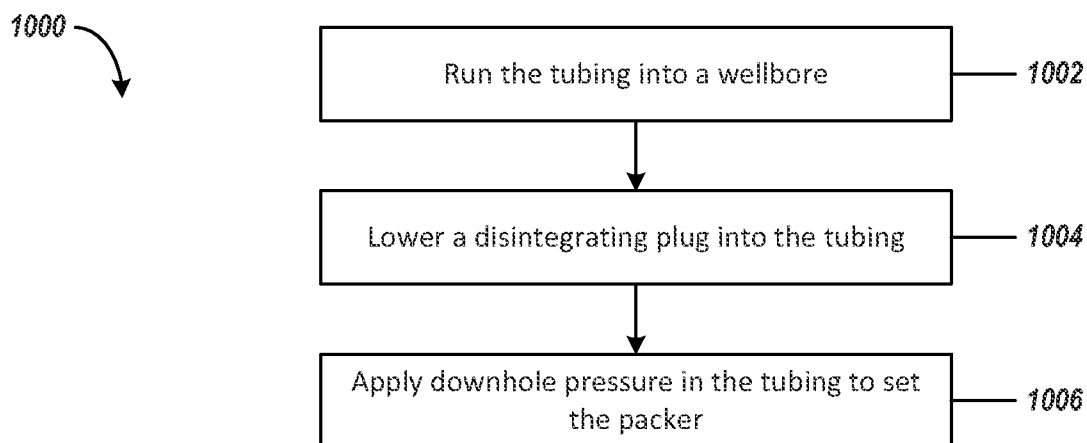 1000
Run the tubing into a wellbore
1002
Lower a disintegrating plug into the tubing
1004
Apply downhole pressure in the tubing to set
the packer
1006